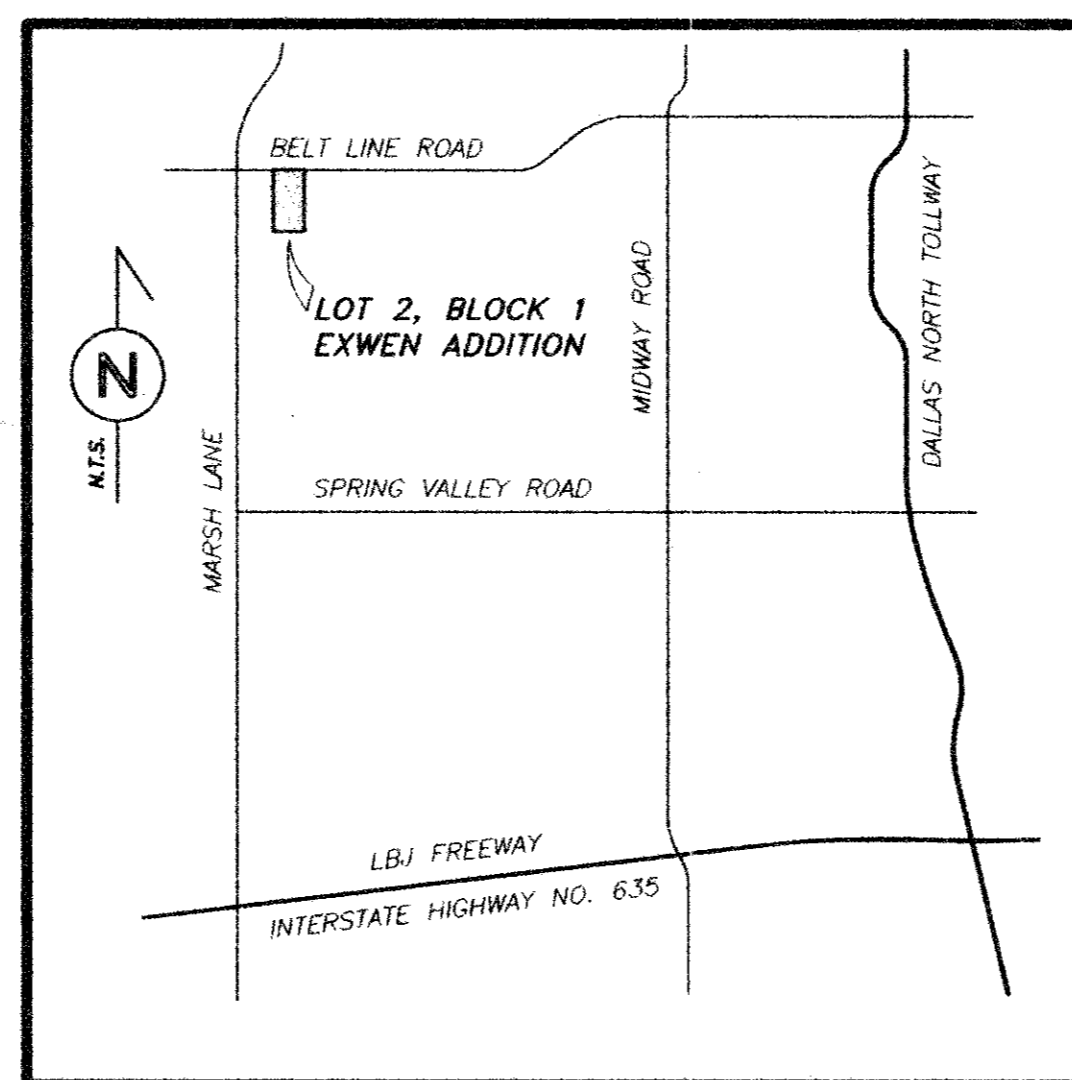 BELT LINE ROAD
LOT 2, BLOCK 1
EXWEN ADDITION
MIDWAY ROAD
DALLAS NORTH TOLLWAY
N
N.T.S.
MARSH LANE
SPRING VALLEY ROAD
LBJ FREEWAY
INTERSTATE HIGHWAY NO. 635